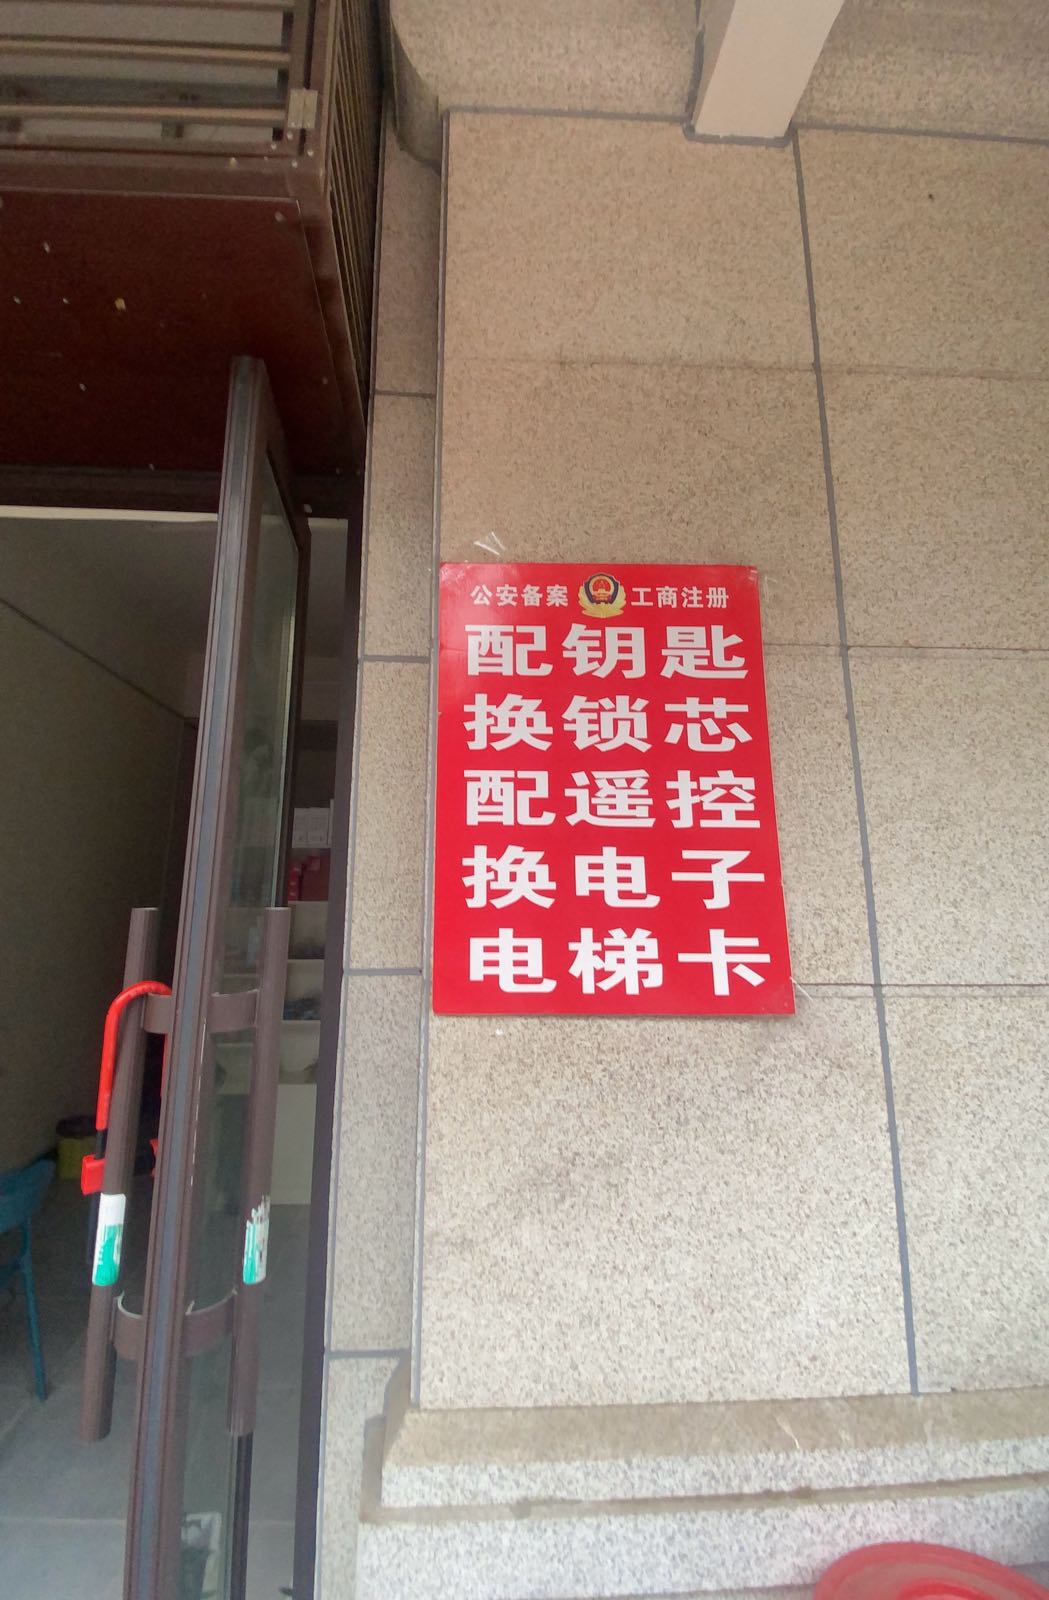 公安备案 工商注册
配钥匙
换锁芯
配遥控
换电子
电梯卡